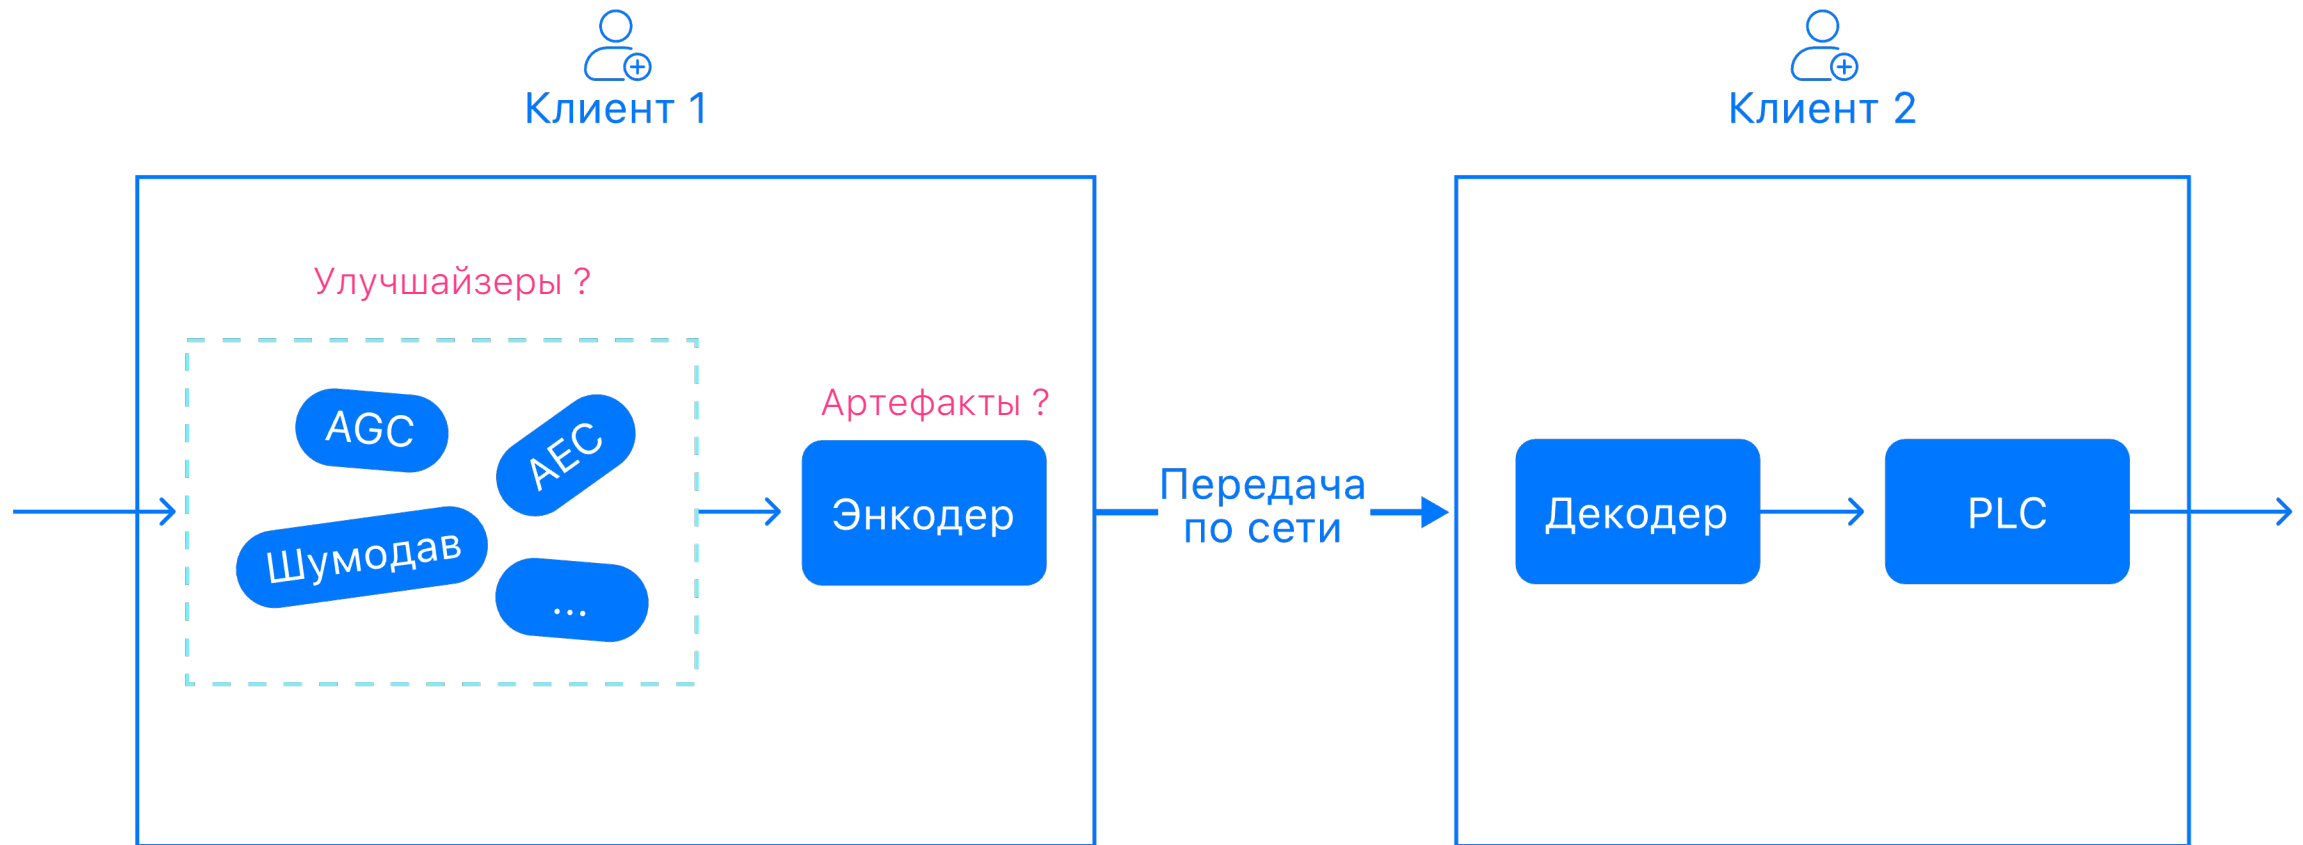 Клиент 1
Клиент 2
Улучшайзеры ?
AGC
AEC
Шумодав
...
Артефакты ?
Энкодер
Передача
по сети
Декодер
PLC